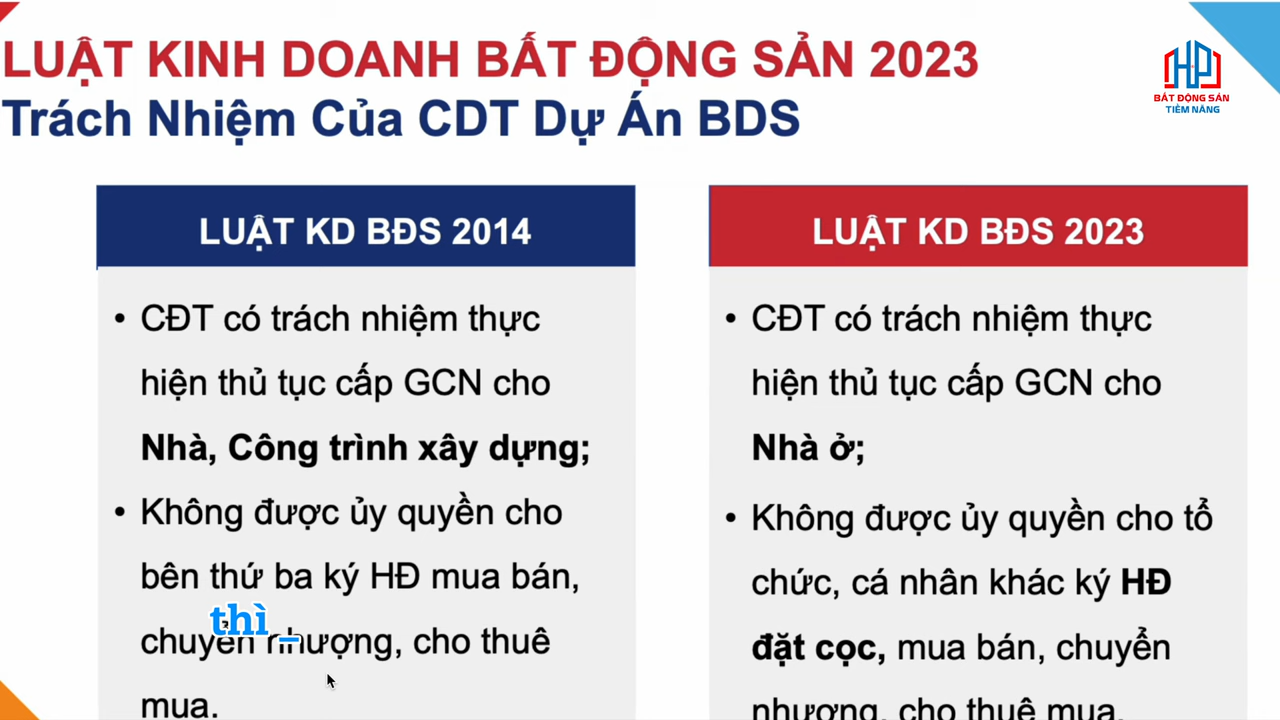 LUẬT KINH DOANH BẤT ĐỘNG SẢN 2023
Trách Nhiệm Của CDT Dự Án BDS
HP
BẤT ĐỘNG SẢN
TIỀM NĂNG
LUẬT KD BĐS 2014
• CĐT có trách nhiệm thực
hiện thủ tục cấp GCN cho
Nhà, Công trình xây dựng;
• Không được ủy quyền cho
bên thứ ba ký HĐ mua bán,
chuyển nhượng, cho thuê
mua.
thì _
LUẬT KD BĐS 2023
• CĐT có trách nhiệm thực
hiện thủ tục cấp GCN cho
Nhà ở;
• Không được ủy quyền cho tổ
chức, cá nhân khác ký HĐ
đặt cọc, mua bán, chuyển
nhượng, cho thuê mua.